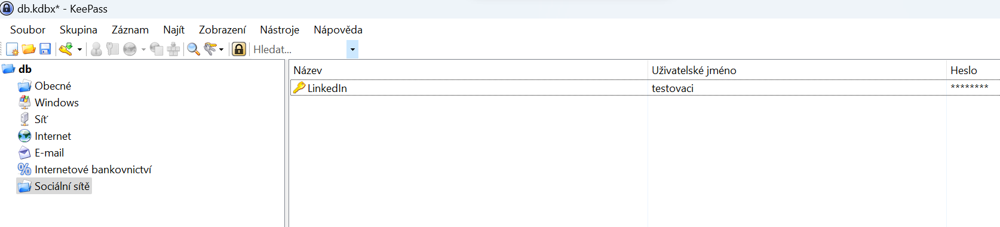 db.kdbx* - KeePass
Soubor Skupina Záznam Najít Zobrazení Nástroje Nápověda
Hledat...
db
Obecné
Windows
Síť
Internet
E-mail
Internetové bankovnictví
Sociální sítě
Název Uživatelské jméno Heslo
LinkedIn testovaci ********